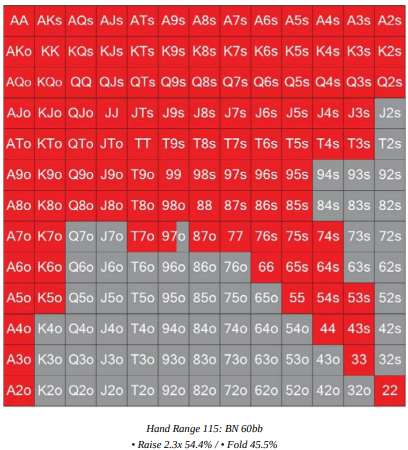 AA AKs AQs AJs ATs A9s A8s A7s A6s A5s A4s A3s A2s
AKo KK KQs KJs KTs K9s K8s K7s K6s K5s K4s K3s K2s
AQo KQo QQ QJs QTs Q9s Q8s Q7s Q6s Q5s Q4s Q3s Q2s
AJo KJo QJo JJ JTs J9s J8s J7s J6s J5s J4s J3s J2s
ATo KTo QTo JTo TT T9s T8s T7s T6s T5s T4s T3s T2s
A9o K9o Q9o J9o T9o 99 98s 97s 96s 95s 94s 93s 92s
A8o K8o Q8o J8o T8o 98o 88 87s 86s 85s 84s 83s 82s
A7o K7o Q7o J7o T7o 97o 87o 77 76s 75s 74s 73s 72s
A6o K6o Q6o J6o T6o 96o 86o 76o 66 65s 64s 63s 62s
A5o K5o Q5o J5o T5o 95o 85o 75o 65o 55 54s 53s 52s
A4o K4o Q4o J4o T4o 94o 84o 74o 64o 54o 44 43s 42s
A3o K3o Q3o J3o T3o 93o 83o 73o 63o 53o 43o 33 32s
A2o K2o Q2o J2o T2o 92o 82o 72o 62o 52o 42o 32o 22
Hand Range 115: BN 60bb
• Raise 2.3x 54.4% / • Fold 45.5%